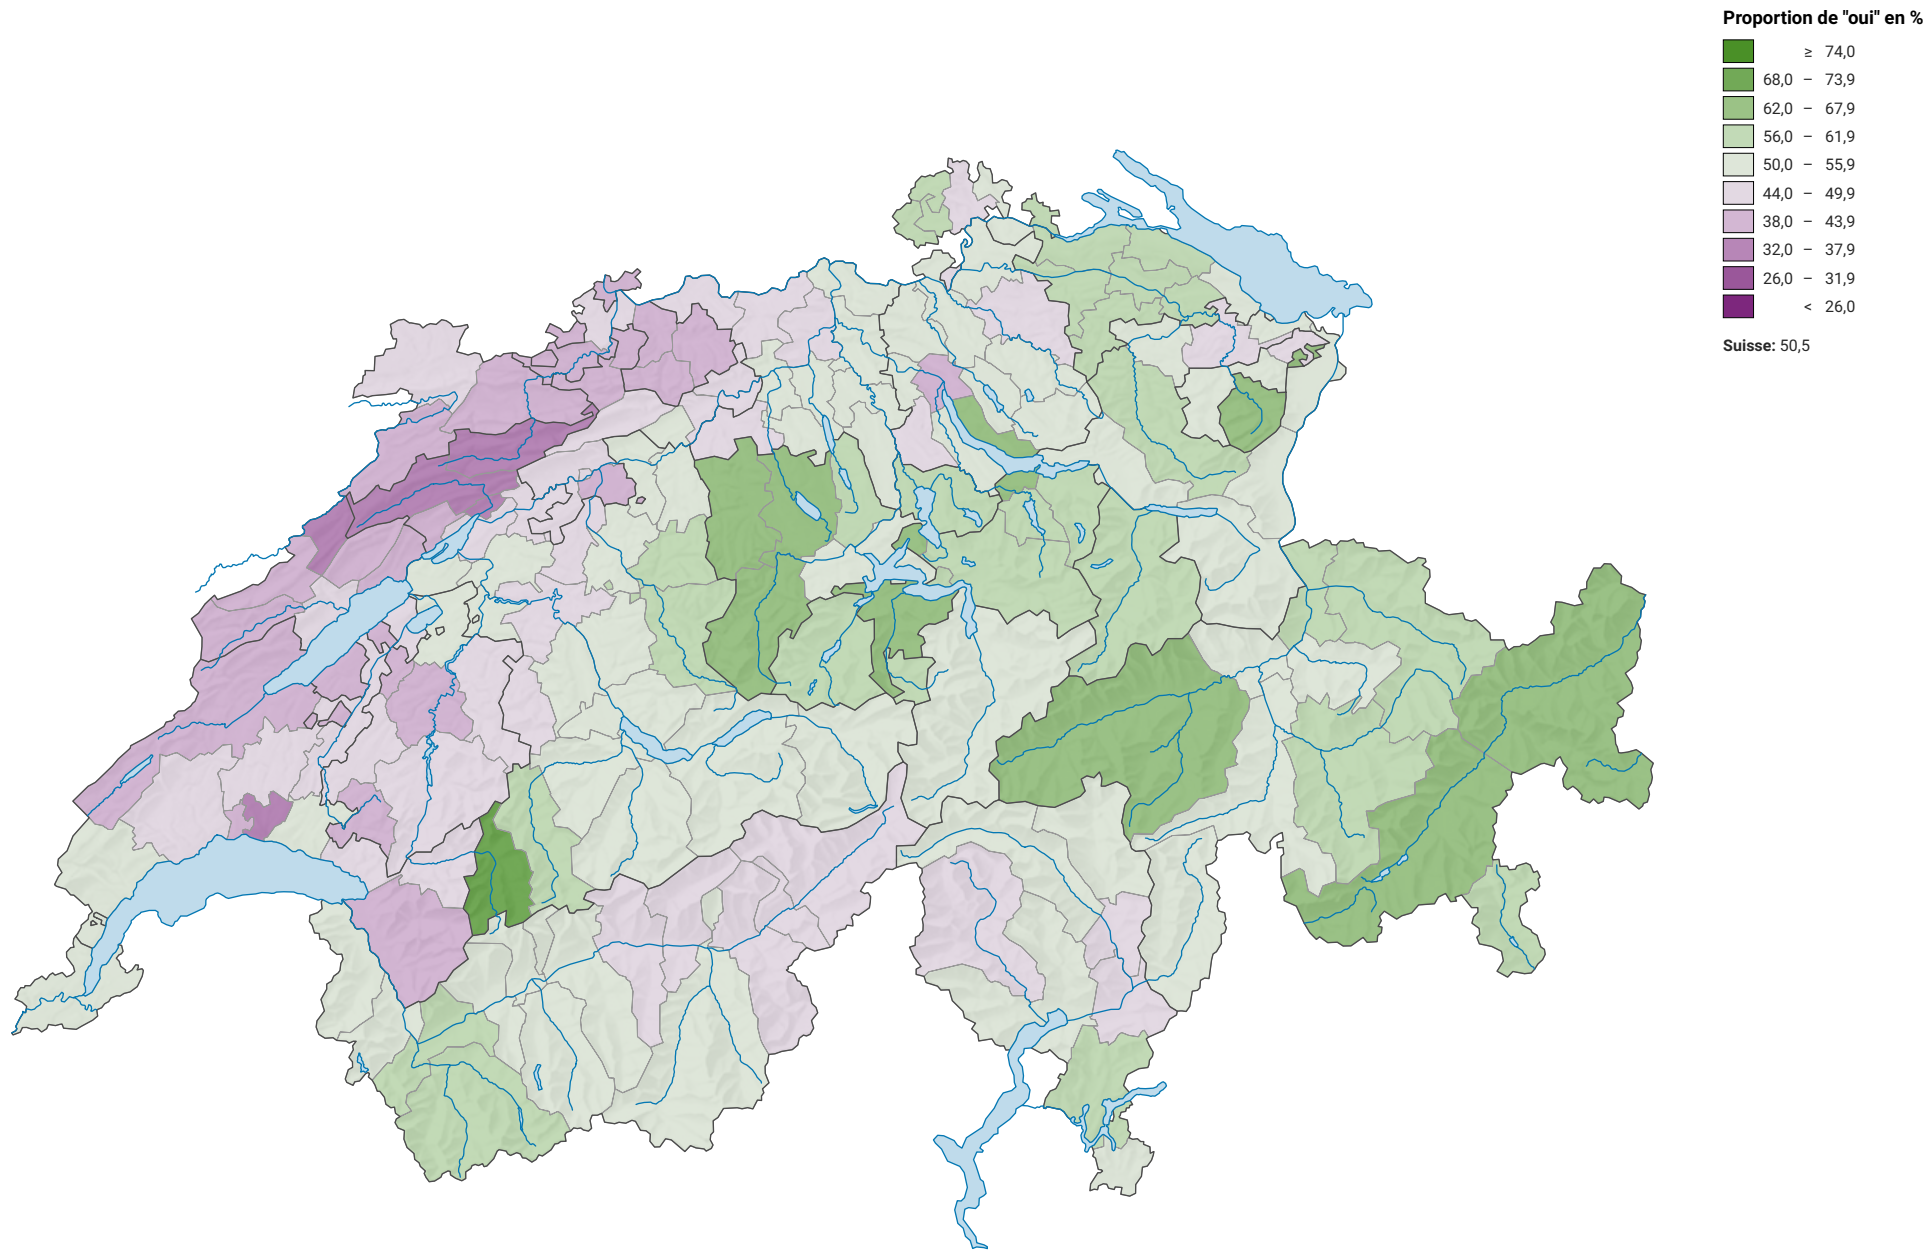 Proportion de "oui" en %
≥ 74,0
68,0 – 73,9
62,0 – 67,9
56,0 – 61,9
50,0 – 55,9
44,0 – 49,9
38,0 – 43,9
32,0 – 37,9
26,0 – 31,9
< 26,0
Suisse: 50,5